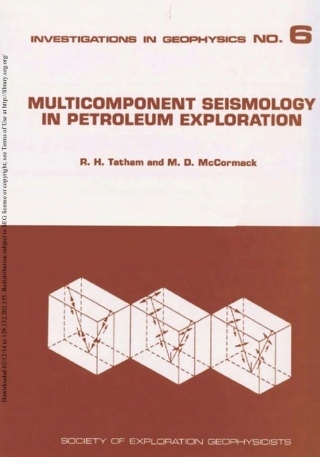 INVESTIGATIONS IN GEOPHYSICS NO. 6
MULTICOMPONENT SEISMOLOGY
IN PETROLEUM EXPLORATION
R. H. Tatham and M. D. McCormack
SOCIETY OF EXPLORATION GEOPHYSICISTS
Downloaded 02/12/14 to 129.132.202.155. Redistribution subject to SEG license or copyright; see Terms of Use at http://library.seg.org/